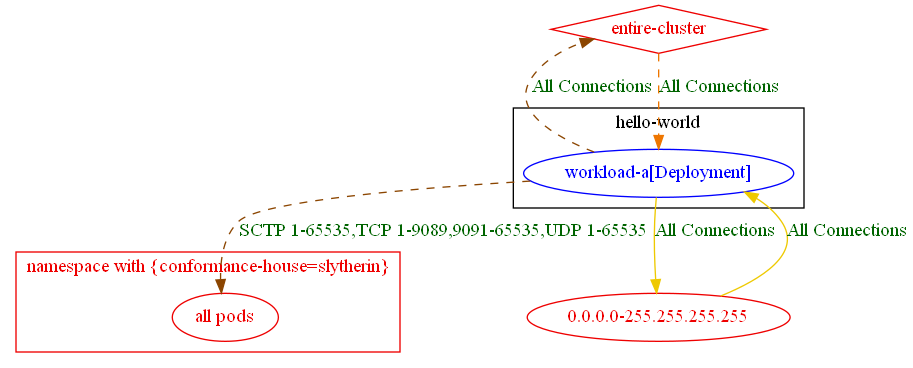 entire-cluster
All Connections
All Connections
hello-world
workload-a[Deployment]
SCTP 1-65535,TCP 1-9089,9091-65535,UDP 1-65535
All Connections
All Connections
namespace with {conformance-house=slytherin}
all pods
0.0.0.0-255.255.255.255